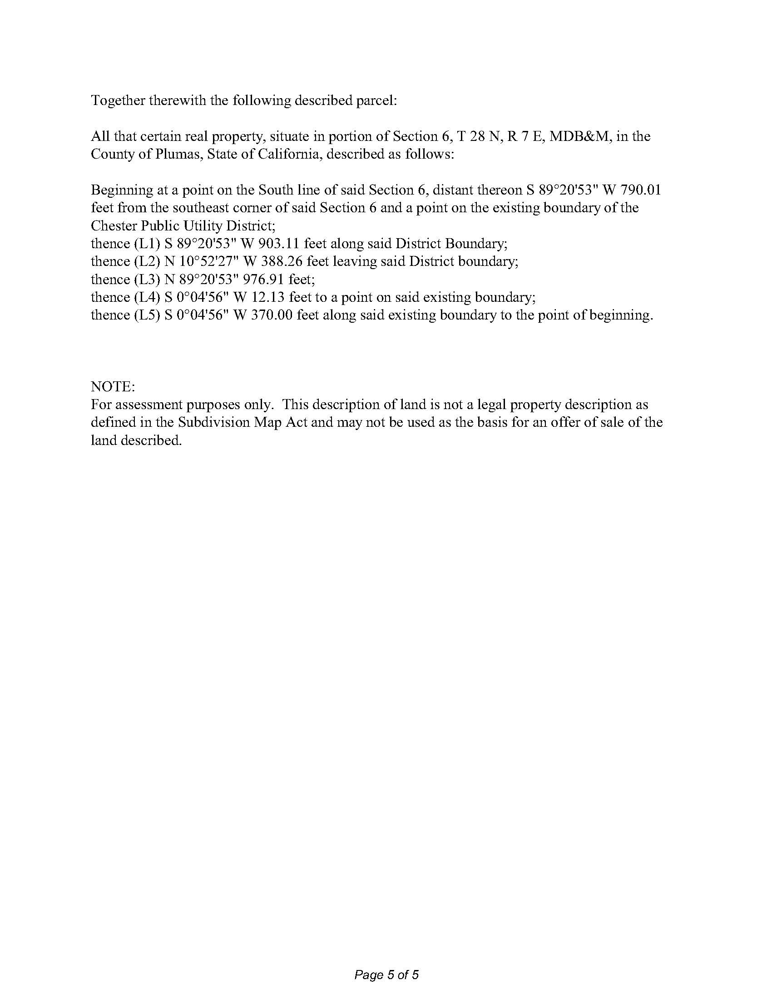 Together therewith the following described parcel:
All that certain real property, situate in portion of Section 6, T 28 N, R 7 E, MDB&M, in the
County of Plumas, State of California, described as follows:
Beginning at a point on the South line of said Section 6, distant thereon S 89°20'53" W 790.01
feet from the southeast corner of said Section 6 and a point on the existing boundary of the
Chester Public Utility District;
thence (L1) S 89°20'53" W 903.11 feet along said District Boundary;
thence (L2) N 10°52'27" W 388.26 feet leaving said District boundary;
thence (L3) N 89°20'53" 976.91 feet;
thence (L4) S 0°04'56" W 12.13 feet to a point on said existing boundary;
thence (L5) S 0°04'56" W 370.00 feet along said existing boundary to the point of beginning.
NOTE:
For assessment purposes only.  This description of land is not a legal property description as
defined in the Subdivision Map Act and may not be used as the basis for an offer of sale of the
land described.
Page 5 of 5